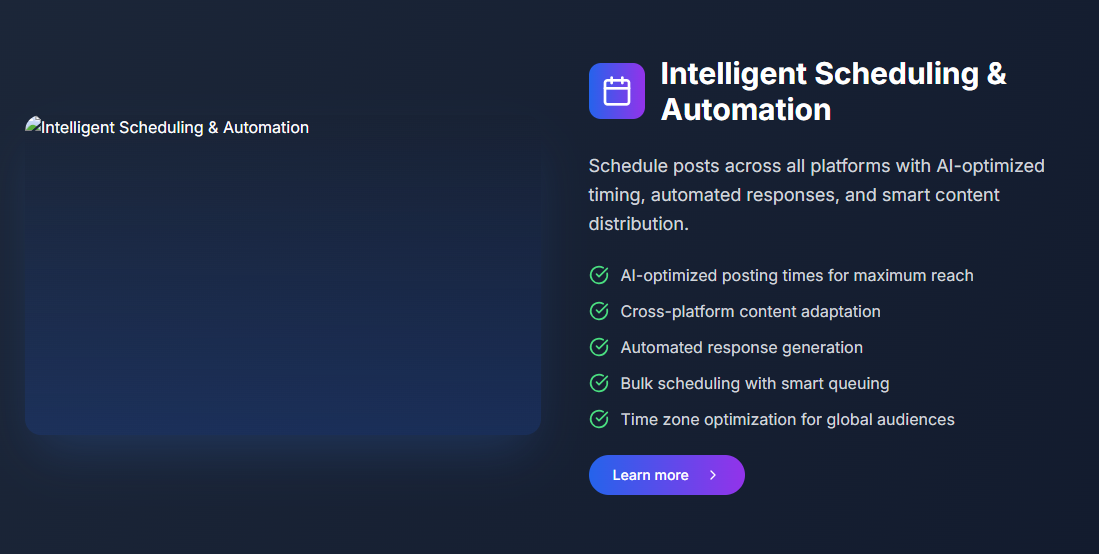 Intelligent Scheduling & Automation
Intelligent Scheduling &
Automation
Schedule posts across all platforms with AI-optimized
timing, automated responses, and smart content
distribution.
AI-optimized posting times for maximum reach
Cross-platform content adaptation
Automated response generation
Bulk scheduling with smart queuing
Time zone optimization for global audiences
Learn more